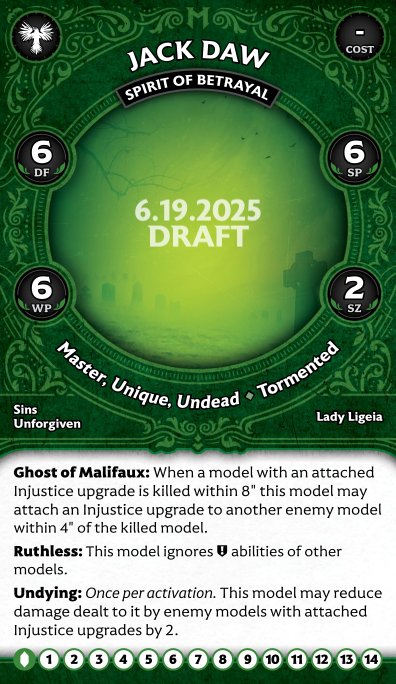 M
-
COST
JACK DAW
SPIRIT OF BETRAYAL
6
DF
6
SP
6.19.2025
DRAFT
6
WP
2
SZ
Master, Unique, Undead ♦ Tormented
Sins
Unforgiven
Lady Ligeia
Ghost of Malifaux: When a model with an attached
Injustice upgrade is killed within 8" this model may
attach an Injustice upgrade to another enemy model
within 4" of the killed model.
Ruthless: This model ignores abilities of other
models.
Undying: Once per activation. This model may reduce
damage dealt to it by enemy models with attached
Injustice upgrades by 2.
1 2 3 4 5 6 7 8 9 10 11 12 13 14